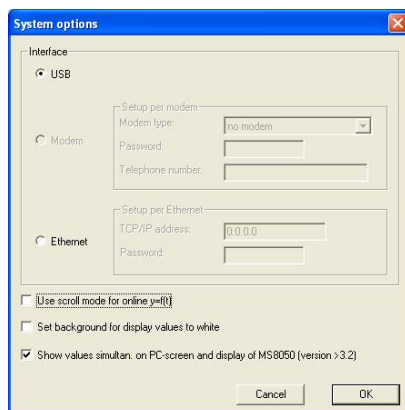 System options
Interface
USB
Setup per modem
Modem type:
no modem
Modem
Password:
Telephone number:
Setup per Ethernet
TCP/IP address:
0.0.0.0
Ethernet
Password:
Use scroll mode for online y=f(t)
Set background for display values to white
Show values simultan. on PC-screen and display of MS8050 (version >3.2)
Cancel
OK